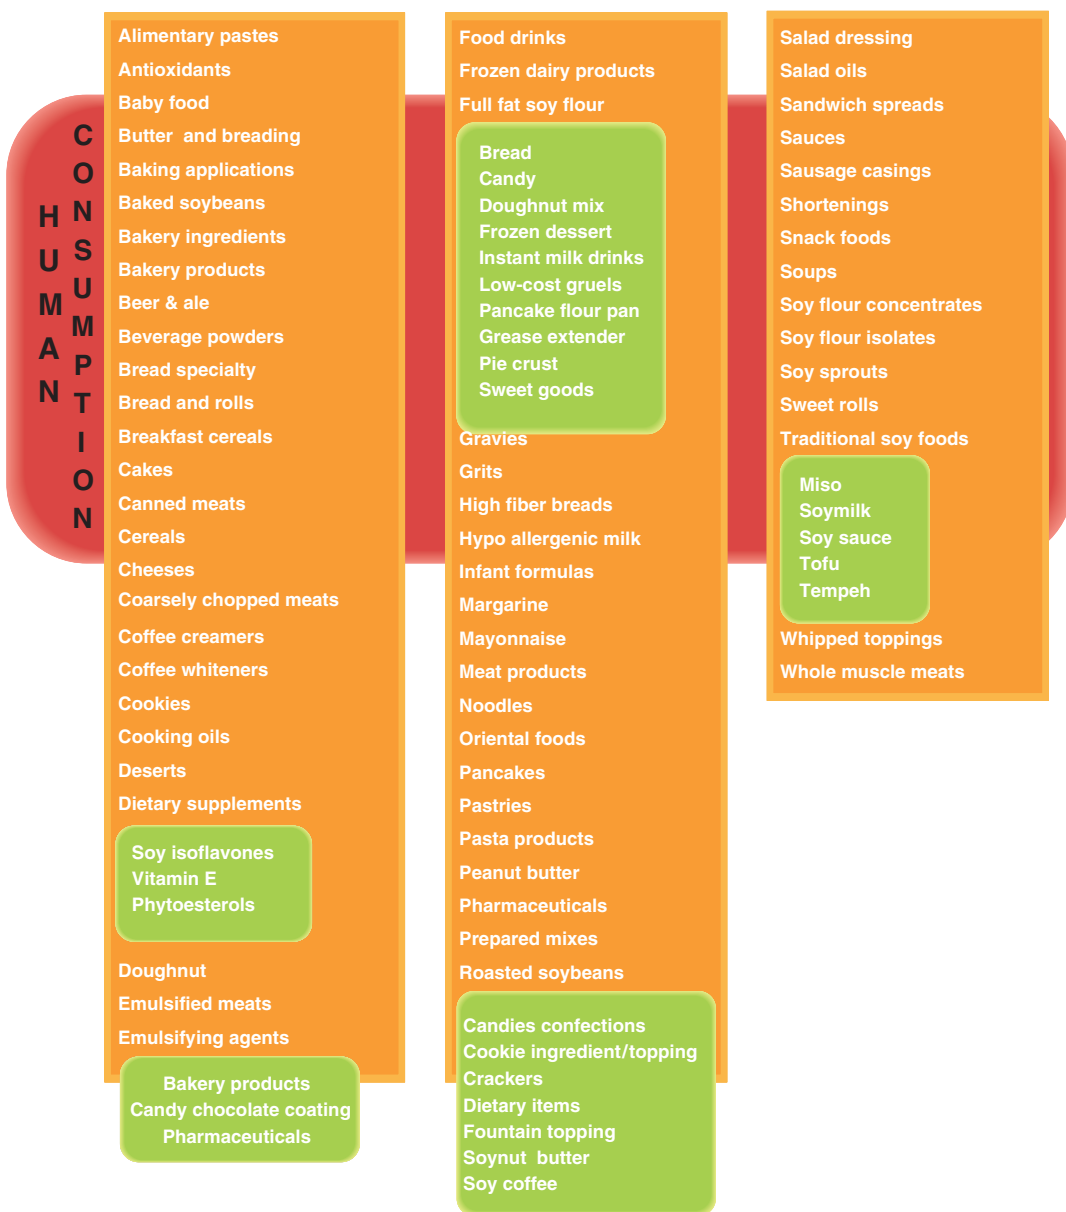 HUMAN
CONSUMPTION
Alimentary pastes
Antioxidants
Baby food
Butter and breading
Baking applications
Baked soybeans
Bakery ingredients
Bakery products
Beer & ale
Beverage powders
Bread specialty
Bread and rolls
Breakfast cereals
Cakes
Canned meats
Cereals
Cheeses
Coarsely chopped meats
Coffee creamers
Coffee whiteners
Cookies
Cooking oils
Deserts
Dietary supplements
Soy isoflavones
Vitamin E
Phytoesterols
Doughnut
Emulsified meats
Emulsifying agents
Bakery products
Candy chocolate coating
Pharmaceuticals
Food drinks
Frozen dairy products
Full fat soy flour
Bread
Candy
Doughnut mix
Frozen dessert
Instant milk drinks
Low-cost gruels
Pancake flour pan
Grease extender
Pie crust
Sweet goods
Gravies
Grits
High fiber breads
Hypo allergenic milk
Infant formulas
Margarine
Mayonnaise
Meat products
Noodles
Oriental foods
Pancakes
Pastries
Pasta products
Peanut butter
Pharmaceuticals
Prepared mixes
Roasted soybeans
Candies confections
Cookie ingredient/topping
Crackers
Dietary items
Fountain topping
Soynut butter
Soy coffee
Salad dressing
Salad oils
Sandwich spreads
Sauces
Sausage casings
Shortenings
Snack foods
Soups
Soy flour concentrates
Soy flour isolates
Soy sprouts
Sweet rolls
Traditional soy foods
Miso
Soymilk
Soy sauce
Tofu
Tempeh
Whipped toppings
Whole muscle meats